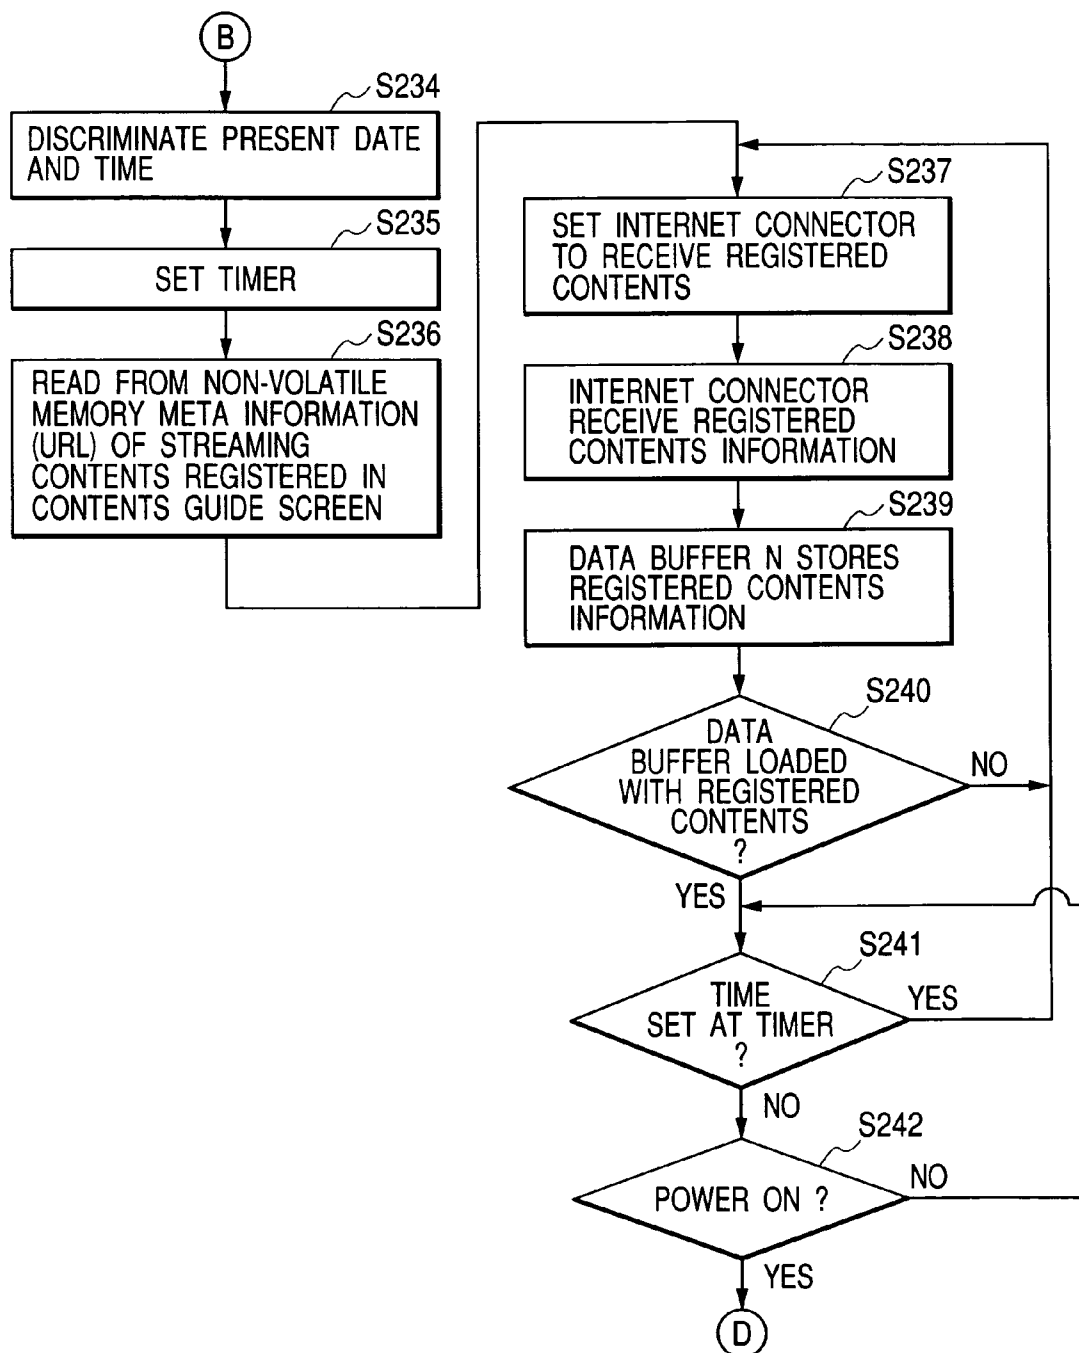 B
S234
DISCRIMINATE PRESENT DATE
AND TIME
S235
SET TIMER
S236
READ FROM NON-VOLATILE
MEMORY META INFORMATION
(URL) OF STREAMING
CONTENTS REGISTERED IN
CONTENTS GUIDE SCREEN
S237
SET INTERNET CONNECTOR
TO RECEIVE REGISTERED
CONTENTS
S238
INTERNET CONNECTOR
RECEIVE REGISTERED
CONTENTS INFORMATION
S239
DATA BUFFER N STORES
REGISTERED CONTENTS
INFORMATION
S240
DATA
BUFFER LOADED
WITH REGISTERED
CONTENTS
?
NO
YES
S241
TIME
SET AT TIMER
?
YES
NO
S242
POWER ON ?
NO
YES
D